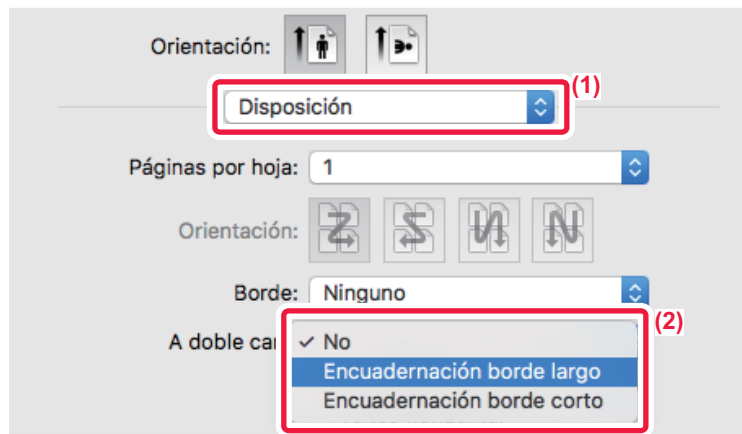 Orientación:
(1)
Disposición
Páginas por hoja: 1
Orientación:
Borde: Ninguno
(2)
A doble car
✓ No
Encuadernación borde largo
Encuadernación borde corto